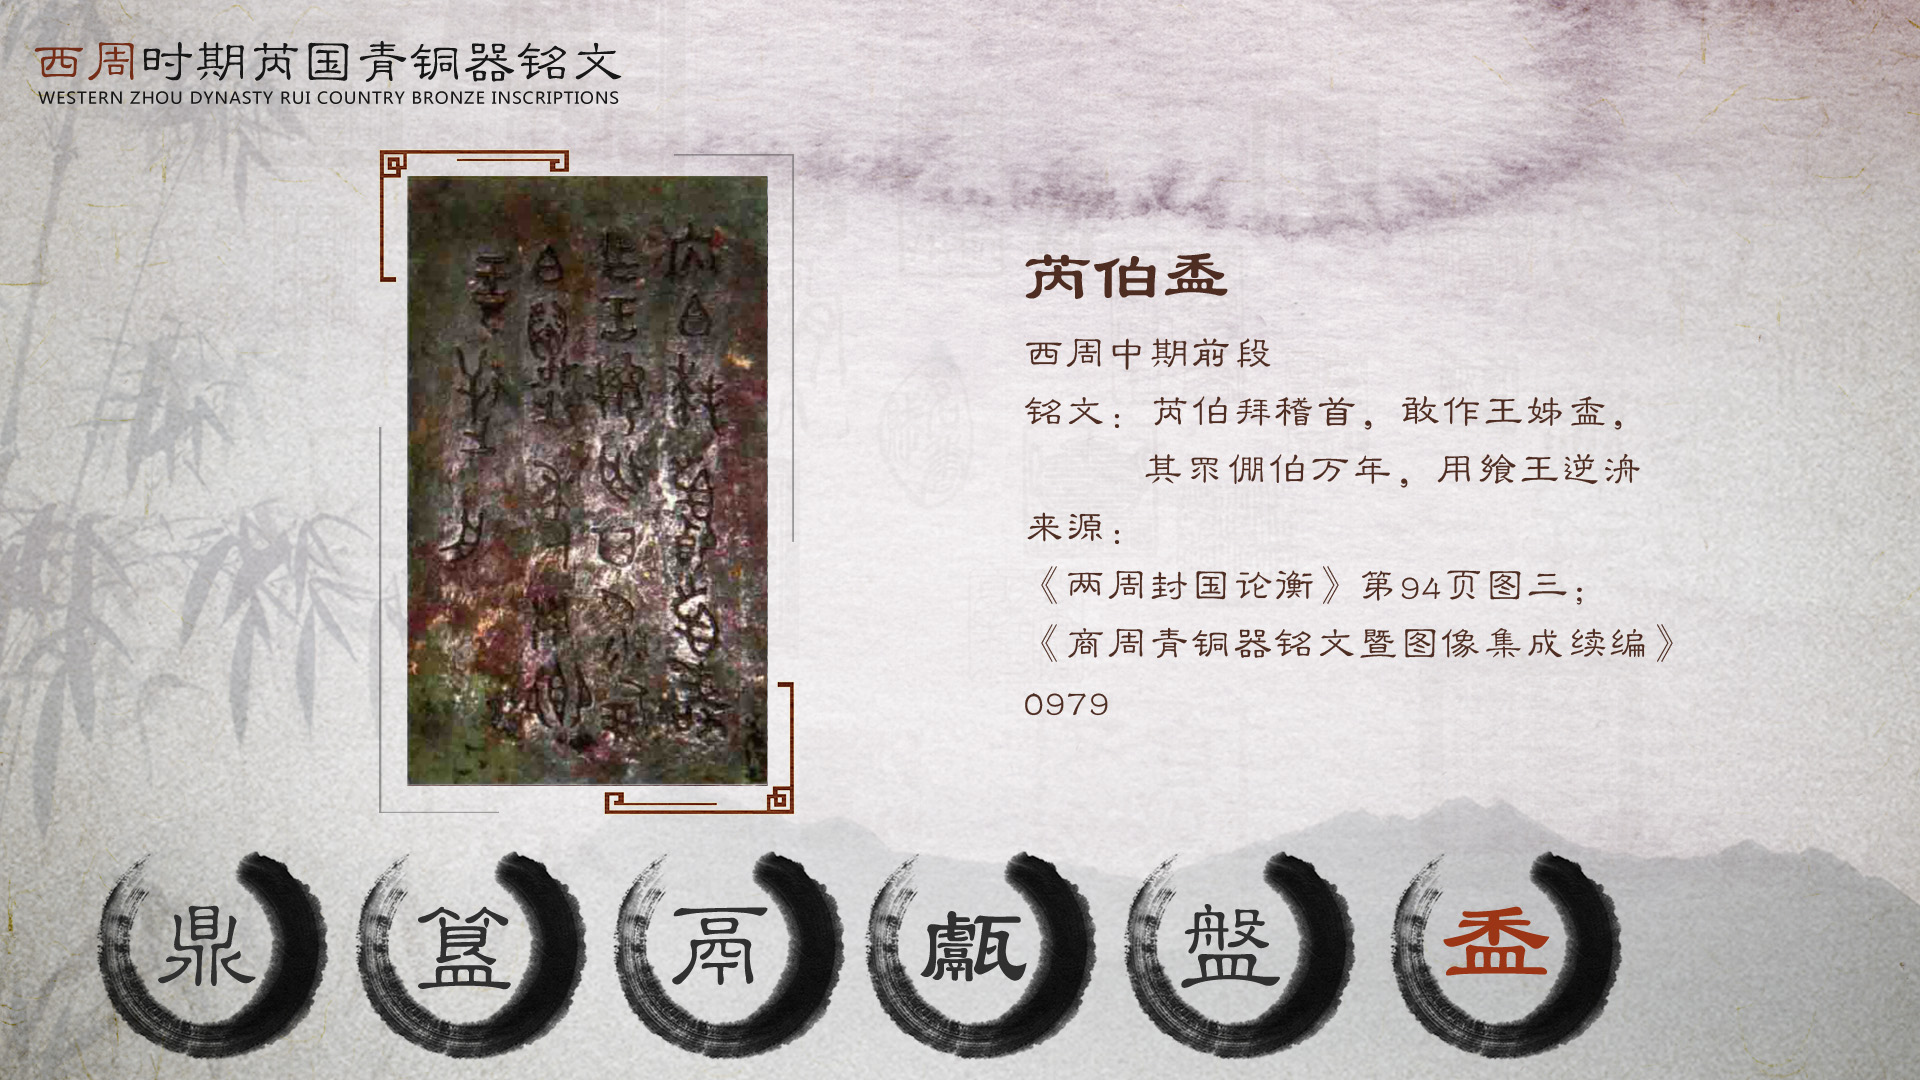 西周时期芮国青铜器铭文
WESTERN ZHOU DYNASTY RUI COUNTRY BRONZE INSCRIPTIONS
芮伯盉
西周中期前段
铭文：芮伯拜稽首，敢作王姊盉，
其眔倗伯万年，用飨王逆洀
来源：
《两周封国论衡》第94页图三；
《商周青铜器铭文暨图像集成续编》
0979
鼎
簋
鬲
甗
盤
盉